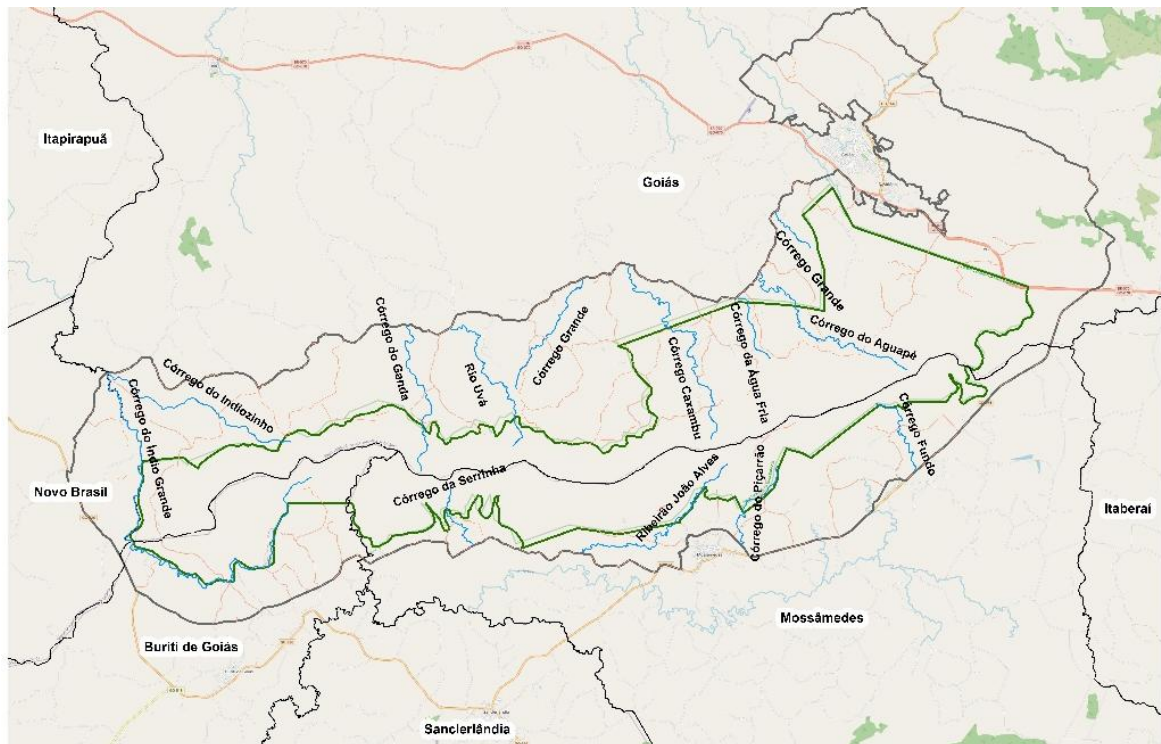 Itapirapuã
Goiás
Córrego Grande
Córrego do Aguapé
Córrego do Ganda
Rio Uvá
Córrego Grande
Córrego Caxambu
Córrego da Água Fria
Córrego do Indiozinho
Córrego do Índio Grande
Córrego Fundo
Novo Brasil
Córrego da Serrinha
Ribeirão João Alves
Córrego do Piçarrão
Itaberaí
Mossâmedes
Buriti de Goiás
Sanclerlândia